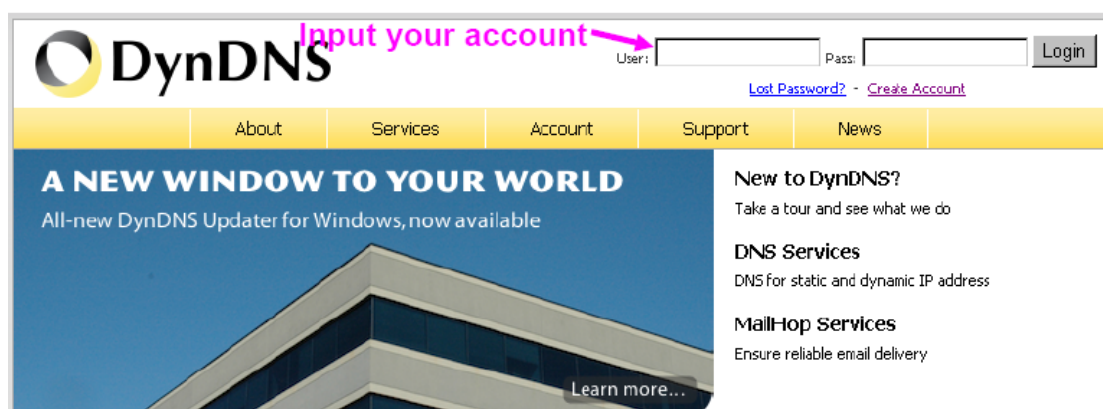 Input your account
DynDNS
User:
Pass:
Login
Lost Password? - Create Account
About Services Account Support News
A NEW WINDOW TO YOUR WORLD
All-new DynDNS Updater for Windows, now available
Learn more...
New to DynDNS?
Take a tour and see what we do
DNS Services
DNS for static and dynamic IP address
MailHop Services
Ensure reliable email delivery